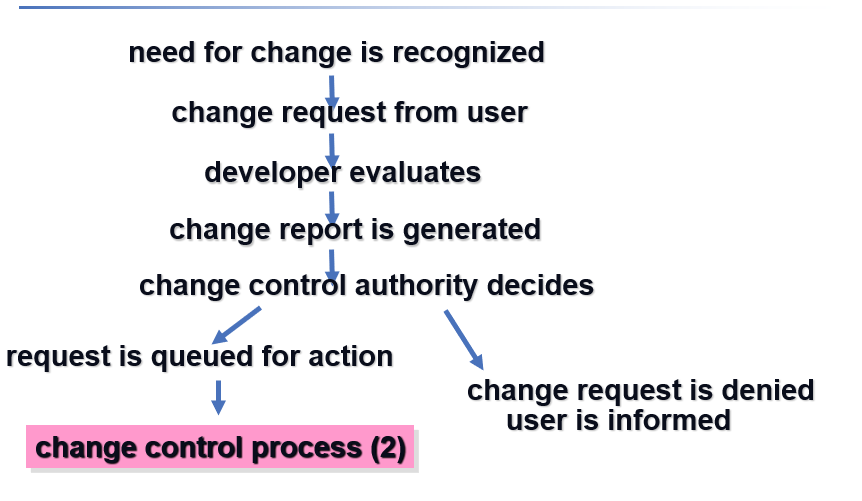 need for change is recognized
change request from user
developer evaluates
change report is generated
change control authority decides
request is queued for action
change request is denied
user is informed
change control process (2)